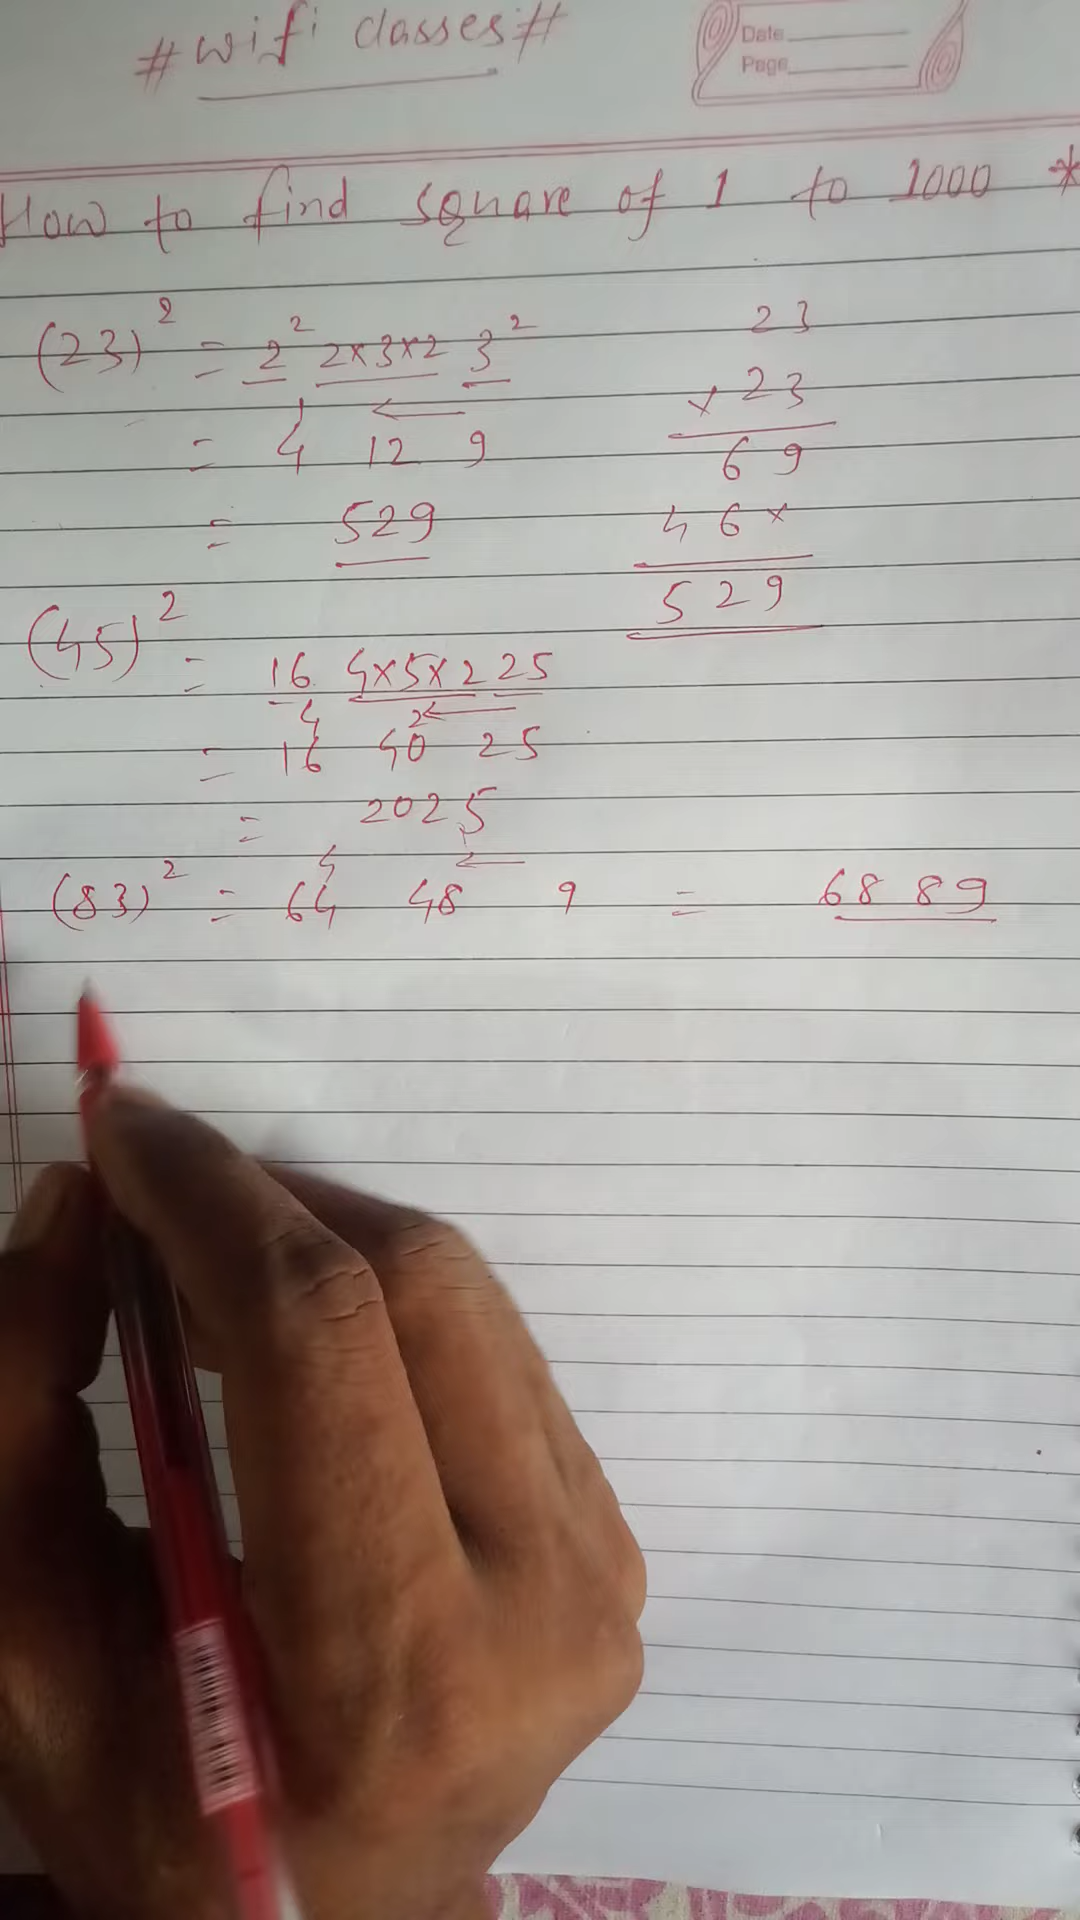 #wifi classes#
Date
Page
How to find square of 1 to 1000 *
(23)² = 2² 2×3×2 3²
= 4 12 9
= 529
23
× 23
69
46×
529
(45)² = 16 4×5×2 25
= 16 40 25
= 2025
(83)² = 64 48 9 = 6889